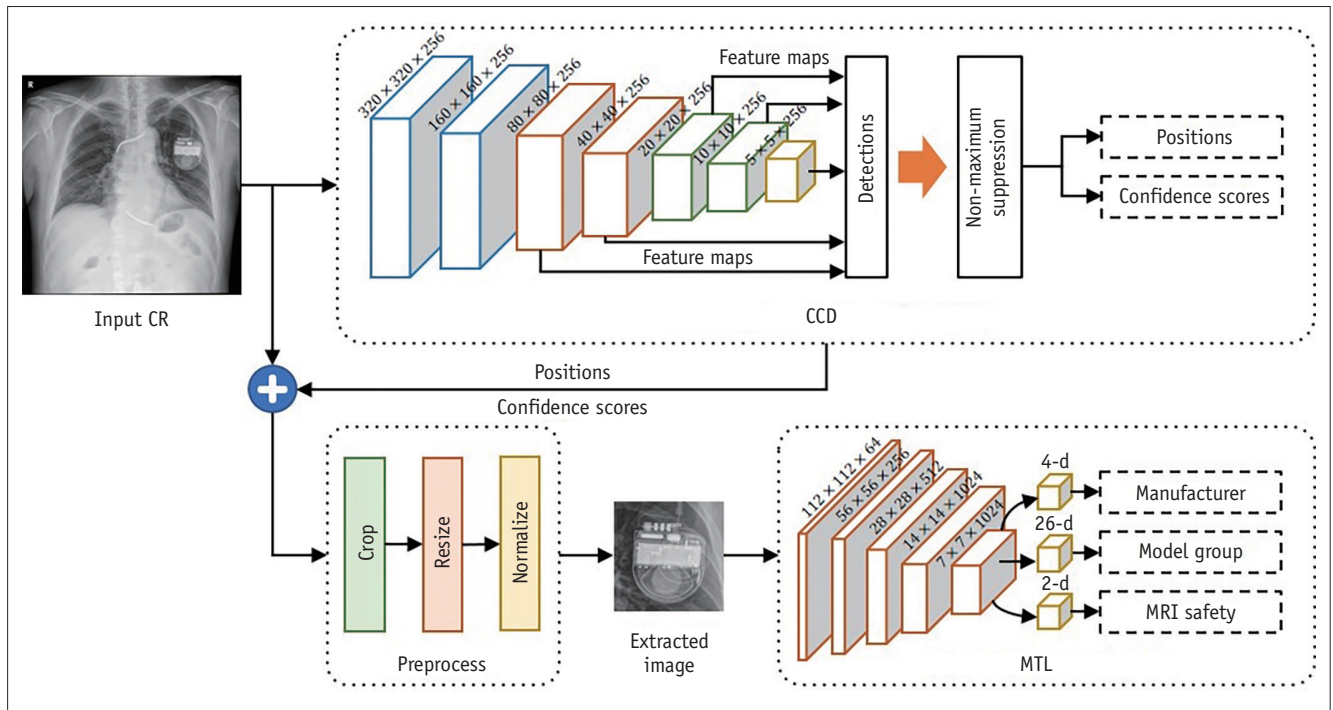 R
Input CR
320 × 320 × 256
160 × 160 × 256
80 × 80 × 256
40 × 40 × 256
20 × 20 × 256
10 × 10 × 256
5 × 5 × 256
Feature maps
Feature maps
Detections
Non-maximum
suppression
Positions
Confidence scores
CCD
Positions
Confidence scores
Crop
Resize
Normalize
Preprocess
Extracted
image
112 × 112 × 64
56 × 56 × 256
28 × 28 × 512
14 × 14 × 1024
7 × 7 × 1024
4-d
Manufacturer
26-d
Model group
2-d
MRI safety
MTL